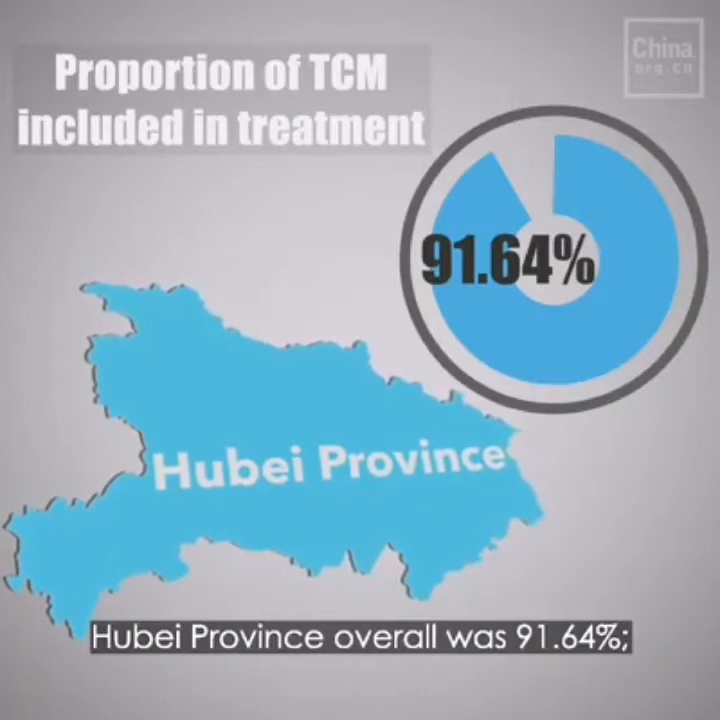 Proportion of TCM
included in treatment
China
org.cn
91.64%
Hubei Province
Hubei Province overall was 91.64%;